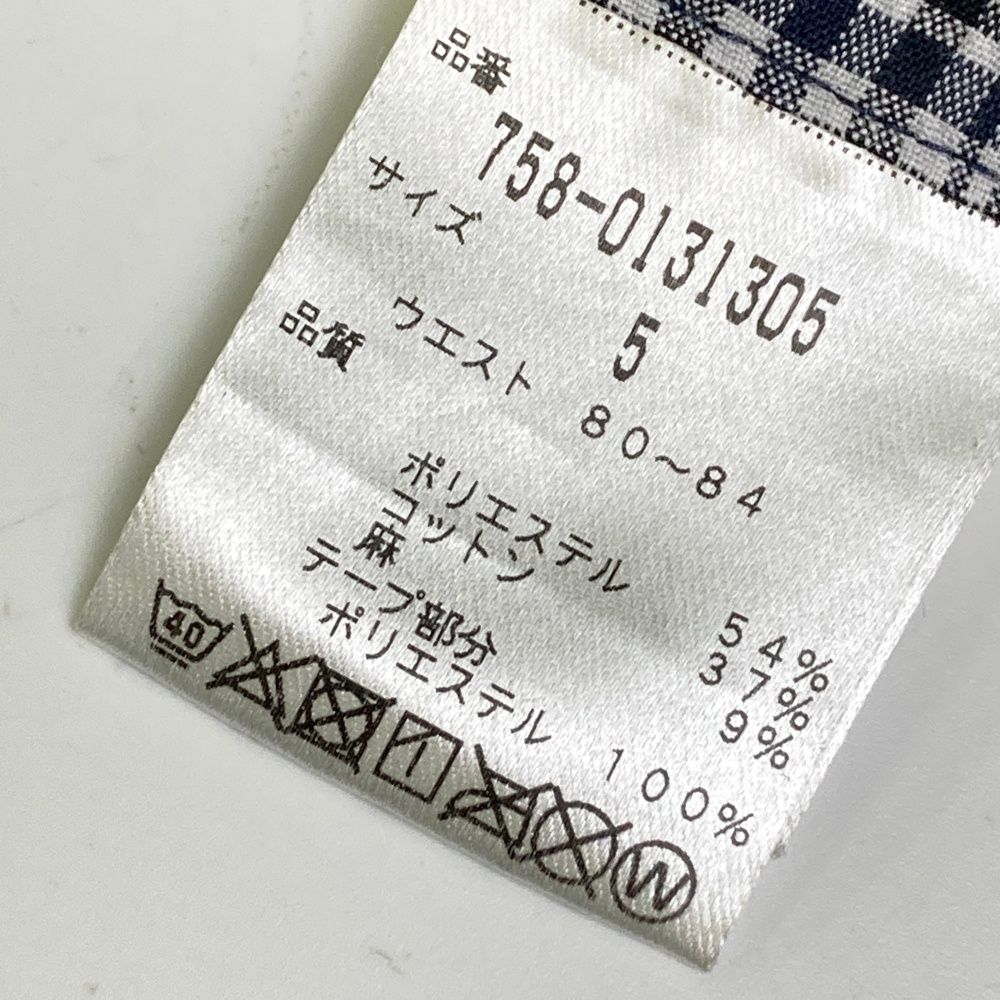 品番
758-0131305
サイズ 5
ウエスト 80～84
品質
ポリエステル 54%
コットン 37%
麻 9%
テープ部分
ポリエステル 100%
40
W